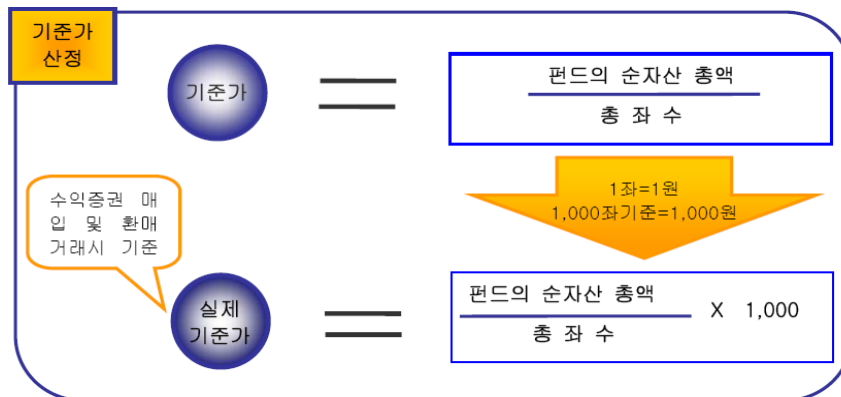 기준가
산정
기준가
펀드의 순자산 총액
총 좌 수
1좌=1원
1,000좌기준=1,000원
수익증권 매
입 및 환매
거래시 기준
실제
기준가
펀드의 순자산 총액
총 좌 수
X 1,000